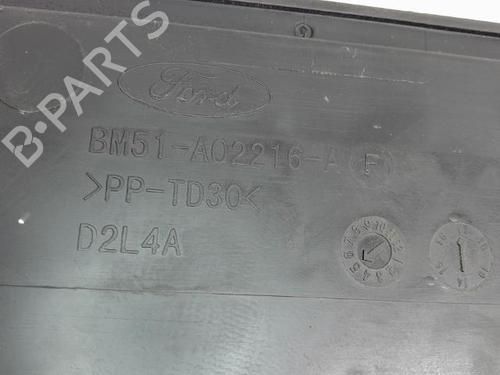 Ford
BM51-A02216-A F
>PP-TD30<
D2L4A
B-PARTS